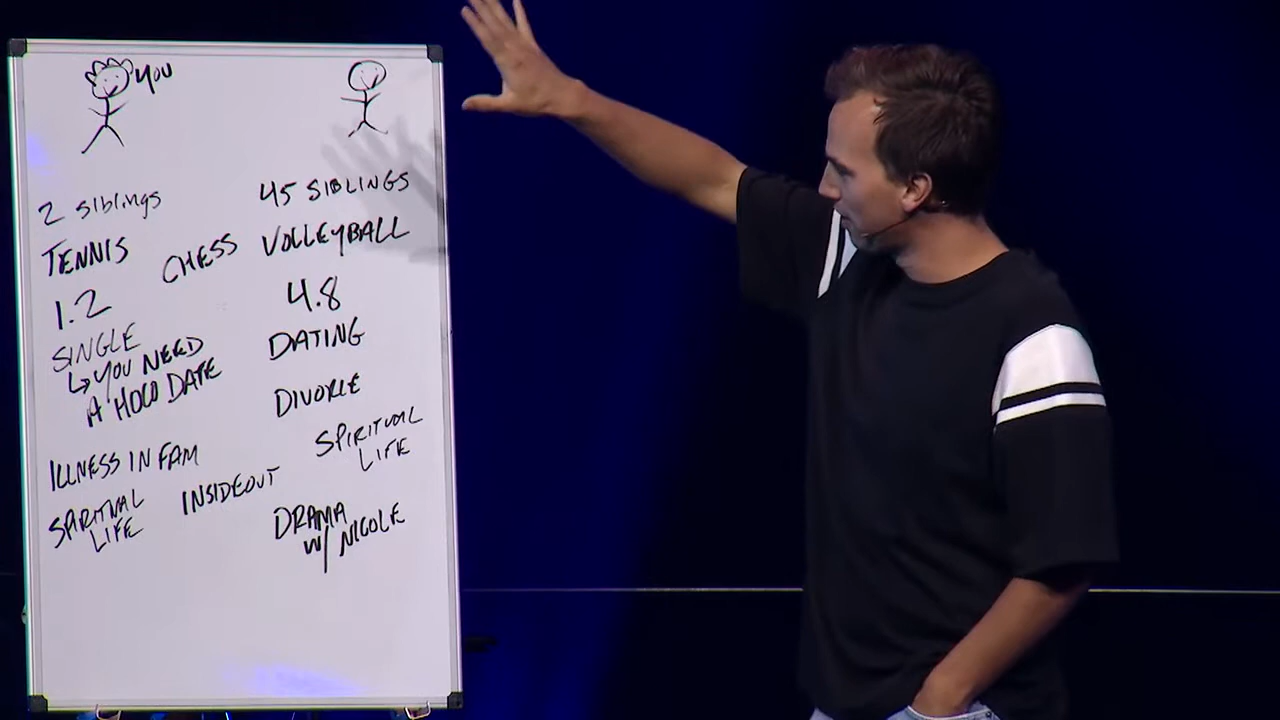 YOU
2 siblings
45 SIBLINGS
TENNIS
CHESS
VOLLEYBALL
1.2
4.8
SINGLE
↳ YOU NEED
A HOCO DATE
DATING
DIVORCE
ILLNESS IN FAM
SPIRITUAL
LIFE
SPIRITUAL
LIFE
INSIDEOUT
DRAMA
W/ NICOLE